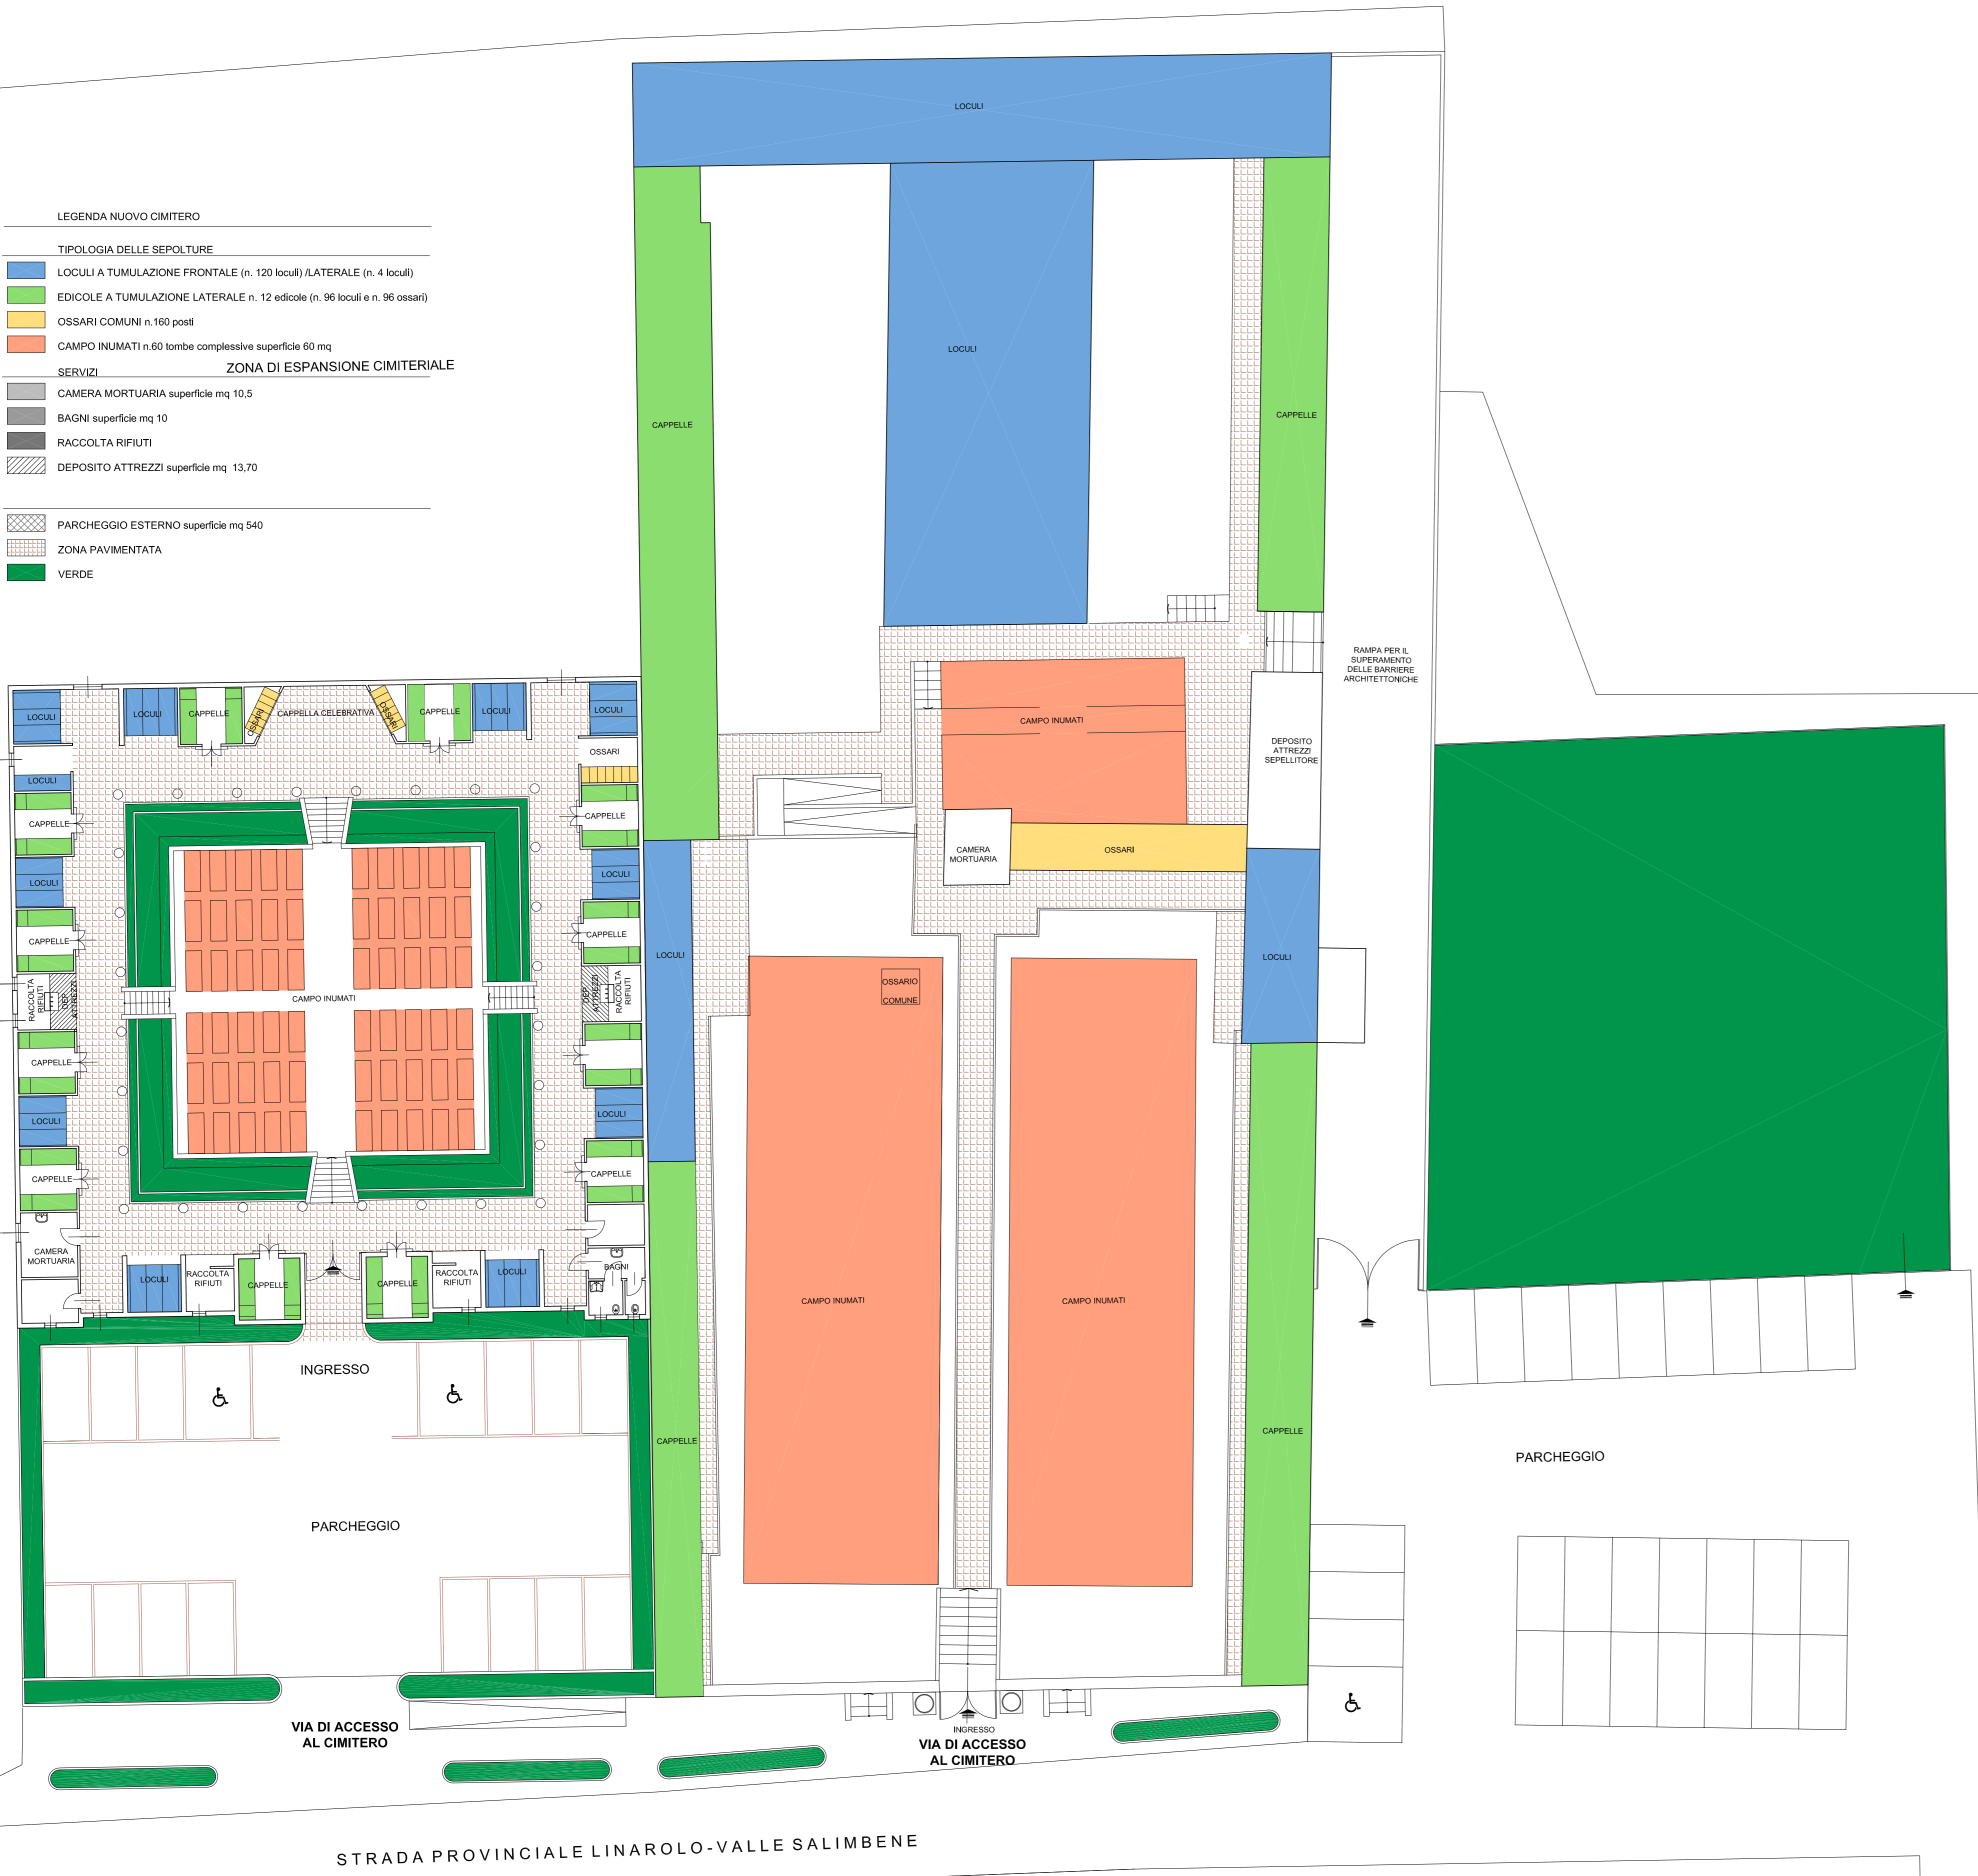 LOCULI
LEGENDA NUOVO CIMITERO
TIPOLOGIA DELLE SEPOLTURE
LOCULI A TUMULAZIONE FRONTALE (n. 120 loculi) /LATERALE (n. 4 loculi)
EDICOLE A TUMULAZIONE LATERALE n. 12 edicole (n. 96 loculi e n. 96 ossari)
OSSARI COMUNI n.160 posti
CAMPO INUMATI n.60 tombe complessive superficie 60 mq
SERVIZI
ZONA DI ESPANSIONE CIMITERIALE
CAMERA MORTUARIA superficie mq 10,5
BAGNI superficie mq 10
RACCOLTA RIFIUTI
DEPOSITO ATTREZZI superficie mq 13,70
PARCHEGGIO ESTERNO superficie mq 540
ZONA PAVIMENTATA
VERDE
LOCULI
CAPPELLE
CAPPELLE
RAMPA PER IL
SUPERAMENTO
DELLE BARRIERE
ARCHITETTONICHE
LOCULI
LOCULI
CAPPELLE
OSSARI
CAPPELLA CELEBRATIVA
OSSARI
CAPPELLE
LOCULI
LOCULI
CAMPO INUMATI
DEPOSITO
ATTREZZI
SEPELLITORE
OSSARI
LOCULI
CAPPELLE
CAPPELLE
CAMERA
MORTUARIA
OSSARI
LOCULI
LOCULI
CAPPELLE
CAPPELLE
LOCULI
LOCULI
RACCOLTA
RIFIUTI
DEP.
ATTREZZI
CAMPO INUMATI
DEP.
ATTREZZI
RACCOLTA
RIFIUTI
OSSARIO
COMUNE
CAPPELLE
LOCULI
LOCULI
CAPPELLE
CAPPELLE
CAMERA
MORTUARIA
LOCULI
RACCOLTA
RIFIUTI
CAPPELLE
CAPPELLE
RACCOLTA
RIFIUTI
LOCULI
BAGNI
CAMPO INUMATI
CAMPO INUMATI
INGRESSO
CAPPELLE
CAPPELLE
PARCHEGGIO
PARCHEGGIO
VIA DI ACCESSO
AL CIMITERO
INGRESSO
VIA DI ACCESSO
AL CIMITERO
STRADA PROVINCIALE LINAROLO-VALLE SALIMBENE